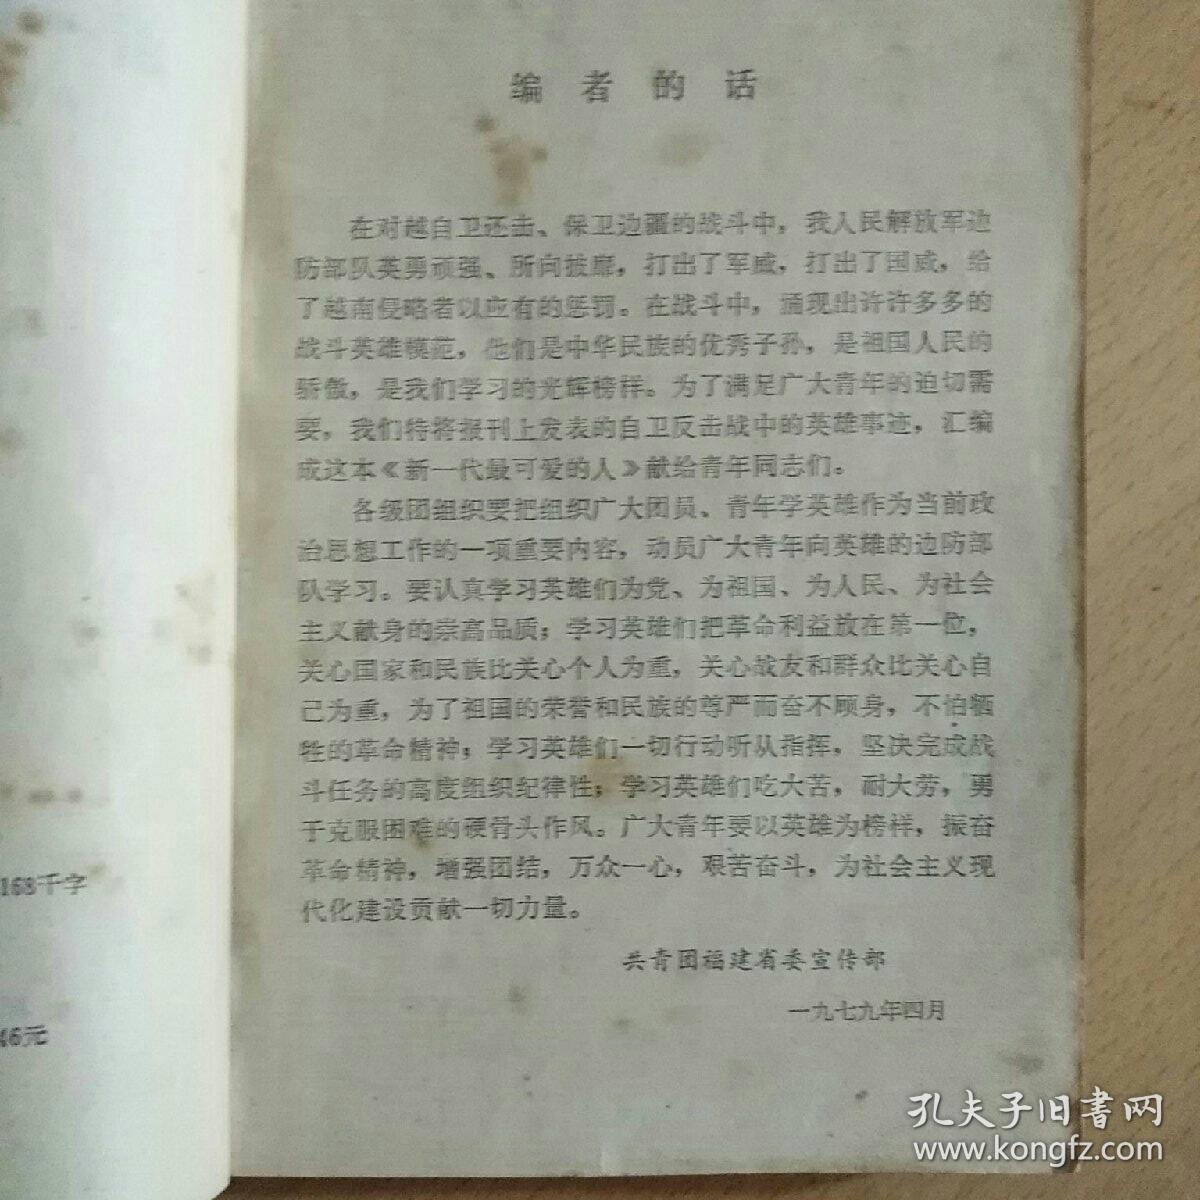 编者的话
在对越自卫还击、保卫边疆的战斗中，我人民解放军边
防部队英勇顽强、所向披靡，打出了军威，打出了国威，给
了越南侵略者以应有的惩罚。在战斗中，涌现出许许多多的
战斗英雄模范，他们是中华民族的优秀子孙，是祖国人民的
骄傲，是我们学习的光辉榜样。为了满足广大青年的迫切需
要，我们特将报刊上发表的自卫反击战中的英雄事迹，汇编
成这本《新一代最可爱的人》献给青年同志们。
各级团组织要把组织广大团员、青年学英雄作为当前政
治思想工作的一项重要内容，动员广大青年向英雄的边防部
队学习。要认真学习英雄们为党、为祖国、为人民、为社会
主义献身的崇高品质；学习英雄们把革命利益放在第一位，
关心国家和民族比关心个人为重，关心战友和群众比关心自
己为重，为了祖国的荣誉和民族的尊严而奋不顾身，不怕牺
牲的革命精神；学习英雄们一切行动听从指挥，坚决完成战
斗任务的高度组织纪律性；学习英雄们吃大苦，耐大劳，勇
于克服困难的硬骨头作风。广大青年要以英雄为榜样，振奋
革命精神，增强团结，万众一心，艰苦奋斗，为社会主义现
代化建设贡献一切力量。
共青团福建省委宣传部
一九七九年四月
168千字
46元
孔夫子旧书网
www.kongfz.com